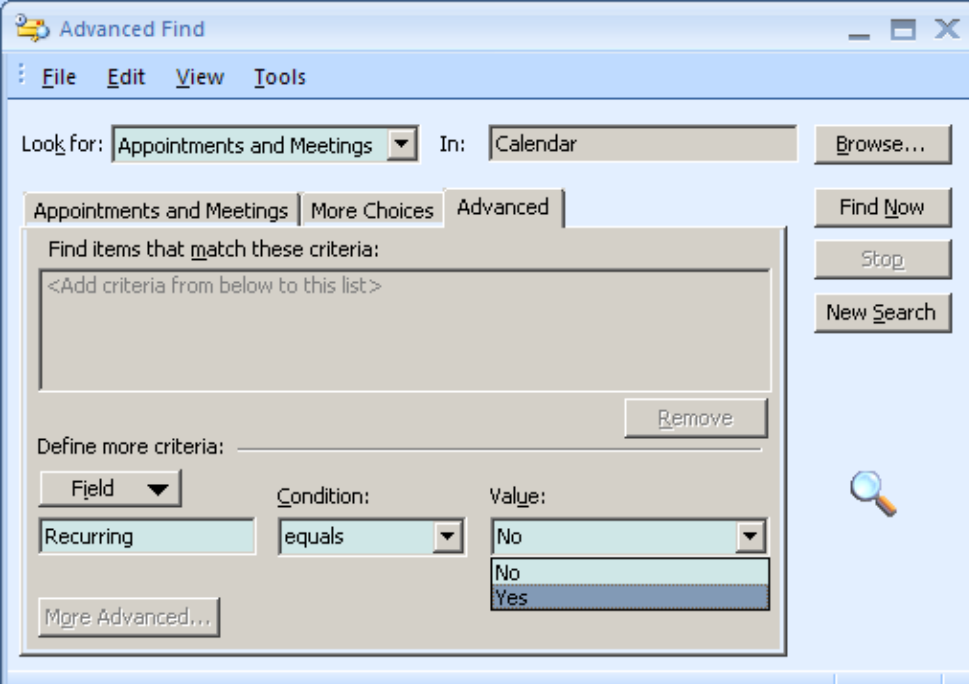 Advanced Find
File Edit View Tools
Look for: Appointments and Meetings In: Calendar Browse...
Appointments and Meetings More Choices Advanced Find Now
Find items that match these criteria:
<Add criteria from below to this list>
Stop
New Search
Remove
Define more criteria:
Field Condition: Value:
Recurring equals No
No
Yes
More Advanced...